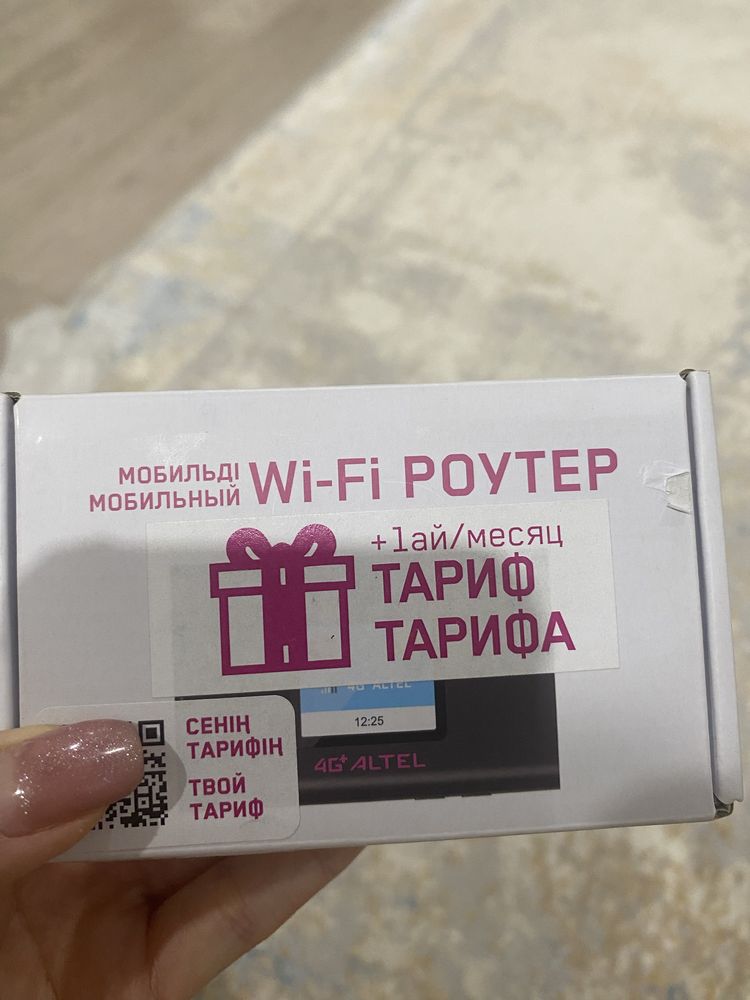 МОБИЛЬДІ
МОБИЛЬНЫЙ
Wi-Fi РОУТЕР
+1ай/месяц
ТАРИФ
ТАРИФА
4G ALTEL
12:25
4G+ ALTEL
СЕНІҢ
ТАРИФІҢ
ТВОЙ
ТАРИФ